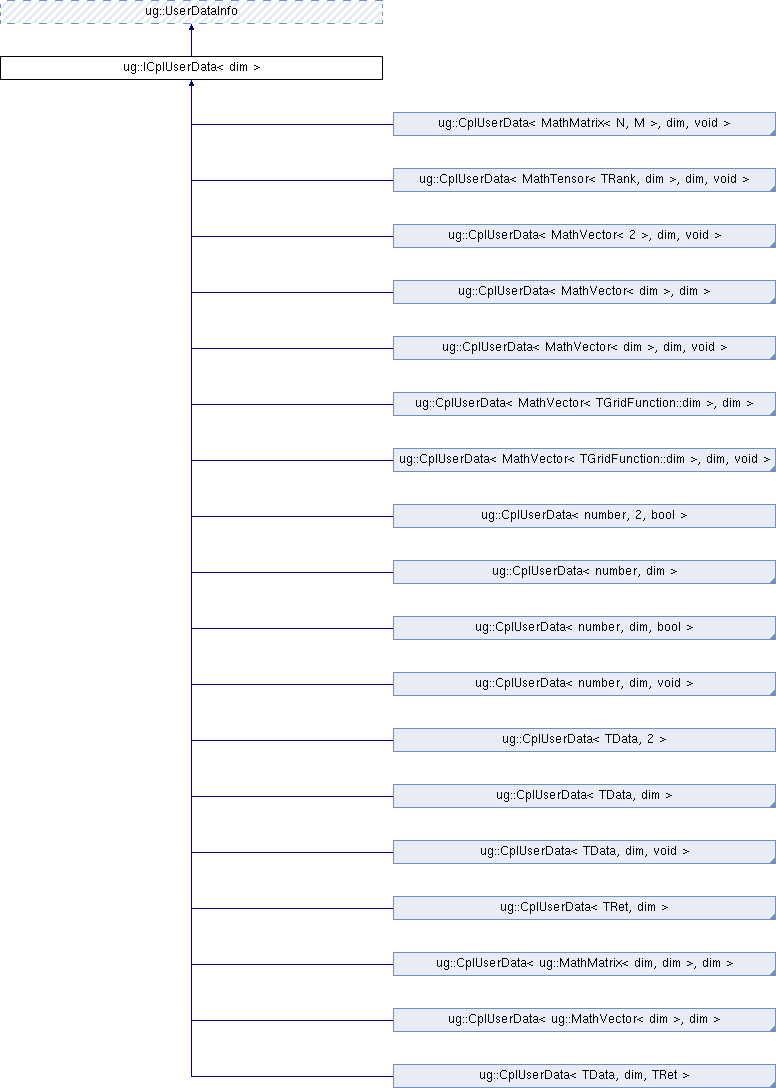 ug::UserDataInfo
ug::ICplUserData< dim >
ug::CplUserData< MathMatrix< N, M >, dim, void >
ug::CplUserData< MathTensor< TRank, dim >, dim, void >
ug::CplUserData< MathVector< 2 >, dim, void >
ug::CplUserData< MathVector< dim >, dim >
ug::CplUserData< MathVector< dim >, dim, void >
ug::CplUserData< MathVector< TGridFunction::dim >, dim >
ug::CplUserData< MathVector< TGridFunction::dim >, dim, void >
ug::CplUserData< number, 2, bool >
ug::CplUserData< number, dim >
ug::CplUserData< number, dim, bool >
ug::CplUserData< number, dim, void >
ug::CplUserData< TData, 2 >
ug::CplUserData< TData, dim >
ug::CplUserData< TData, dim, void >
ug::CplUserData< TRet, dim >
ug::CplUserData< ug::MathMatrix< dim, dim >, dim >
ug::CplUserData< ug::MathVector< dim >, dim >
ug::CplUserData< TData, dim, TRet >